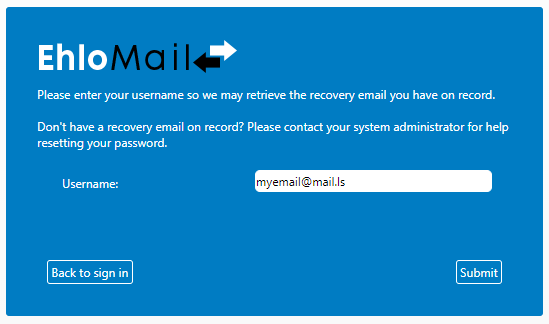 EhloMail
Please enter your username so we may retrieve the recovery email you have on record.
Don't have a recovery email on record? Please contact your system administrator for help
resetting your password.
Username:
myemail@mail.ls
Back to sign in
Submit